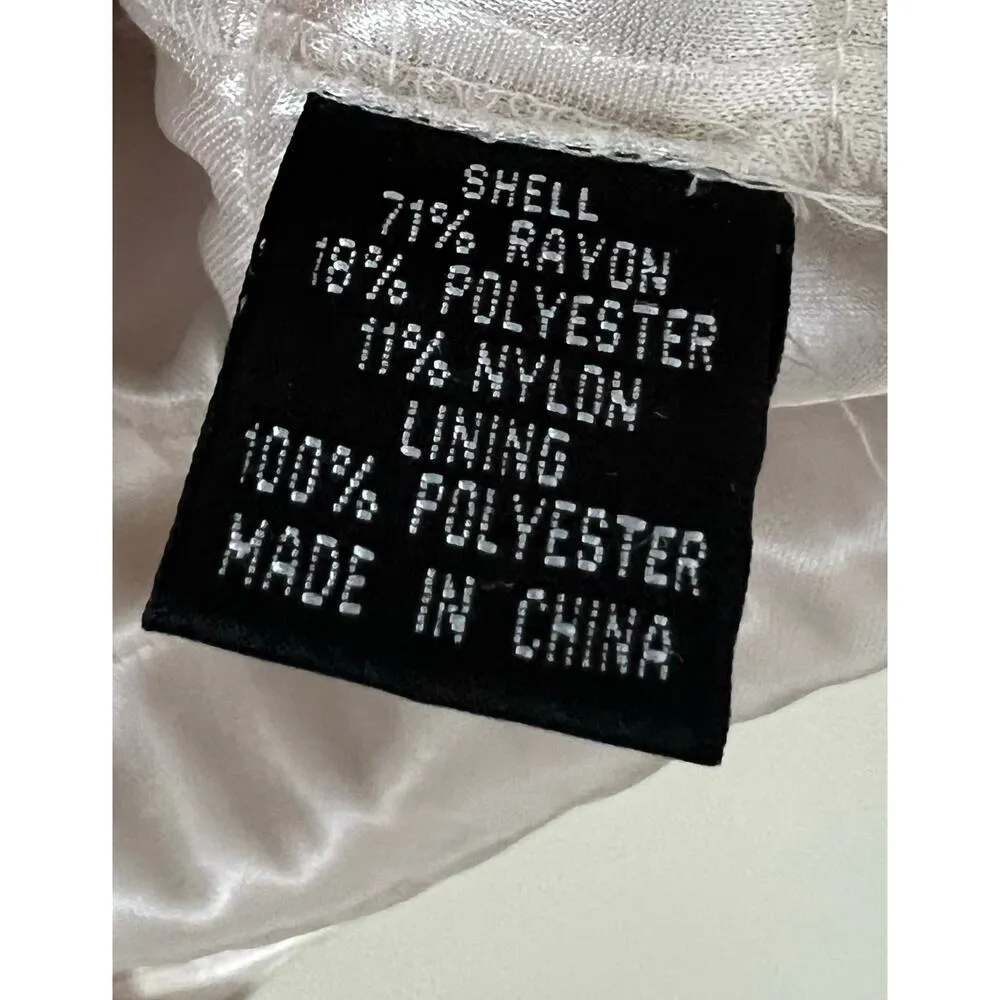 SHELL
71% RAYON
18% POLYESTER
11% NYLON
LINING
100% POLYESTER
MADE IN CHINA